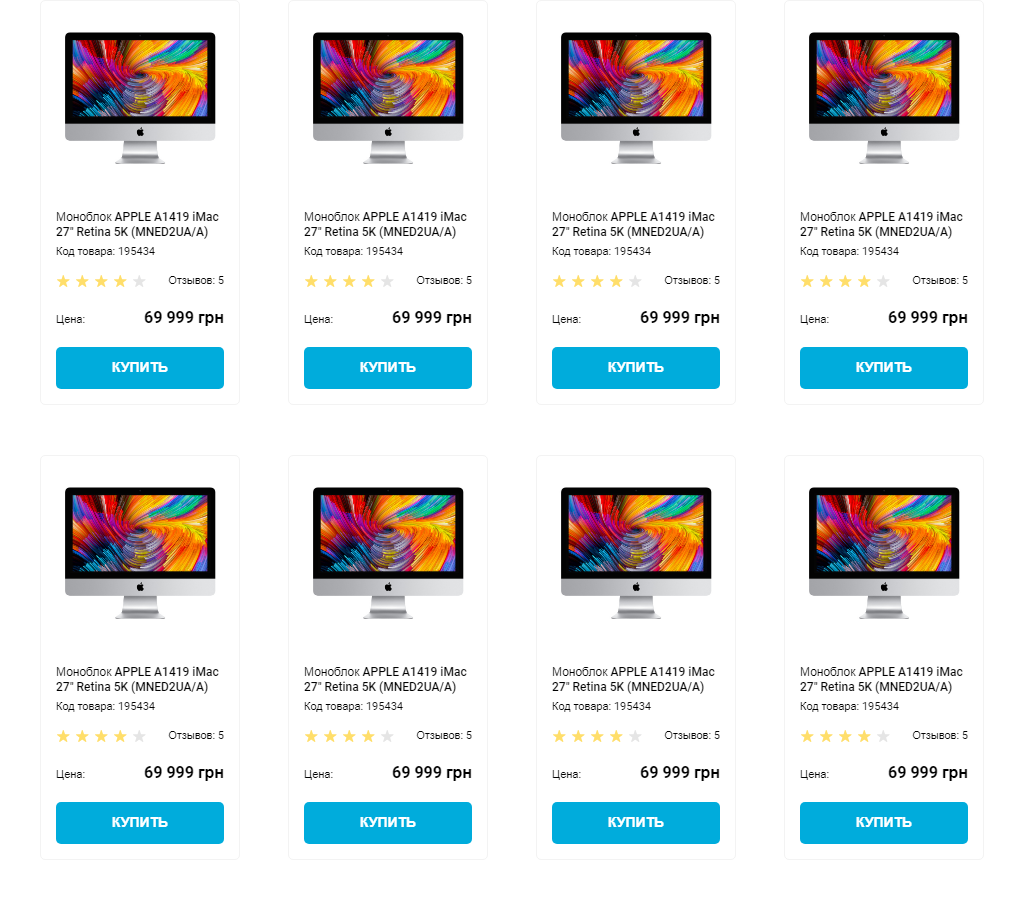 Моноблок APPLE A1419 iMac
27" Retina 5K (MNED2UA/A)
Код товара: 195434
Отзывов: 5
Цена: 69 999 грн
КУПИТЬ
Моноблок APPLE A1419 iMac
27" Retina 5K (MNED2UA/A)
Код товара: 195434
Отзывов: 5
Цена: 69 999 грн
КУПИТЬ
Моноблок APPLE A1419 iMac
27" Retina 5K (MNED2UA/A)
Код товара: 195434
Отзывов: 5
Цена: 69 999 грн
КУПИТЬ
Моноблок APPLE A1419 iMac
27" Retina 5K (MNED2UA/A)
Код товара: 195434
Отзывов: 5
Цена: 69 999 грн
КУПИТЬ
Моноблок APPLE A1419 iMac
27" Retina 5K (MNED2UA/A)
Код товара: 195434
Отзывов: 5
Цена: 69 999 грн
КУПИТЬ
Моноблок APPLE A1419 iMac
27" Retina 5K (MNED2UA/A)
Код товара: 195434
Отзывов: 5
Цена: 69 999 грн
КУПИТЬ
Моноблок APPLE A1419 iMac
27" Retina 5K (MNED2UA/A)
Код товара: 195434
Отзывов: 5
Цена: 69 999 грн
КУПИТЬ
Моноблок APPLE A1419 iMac
27" Retina 5K (MNED2UA/A)
Код товара: 195434
Отзывов: 5
Цена: 69 999 грн
КУПИТЬ